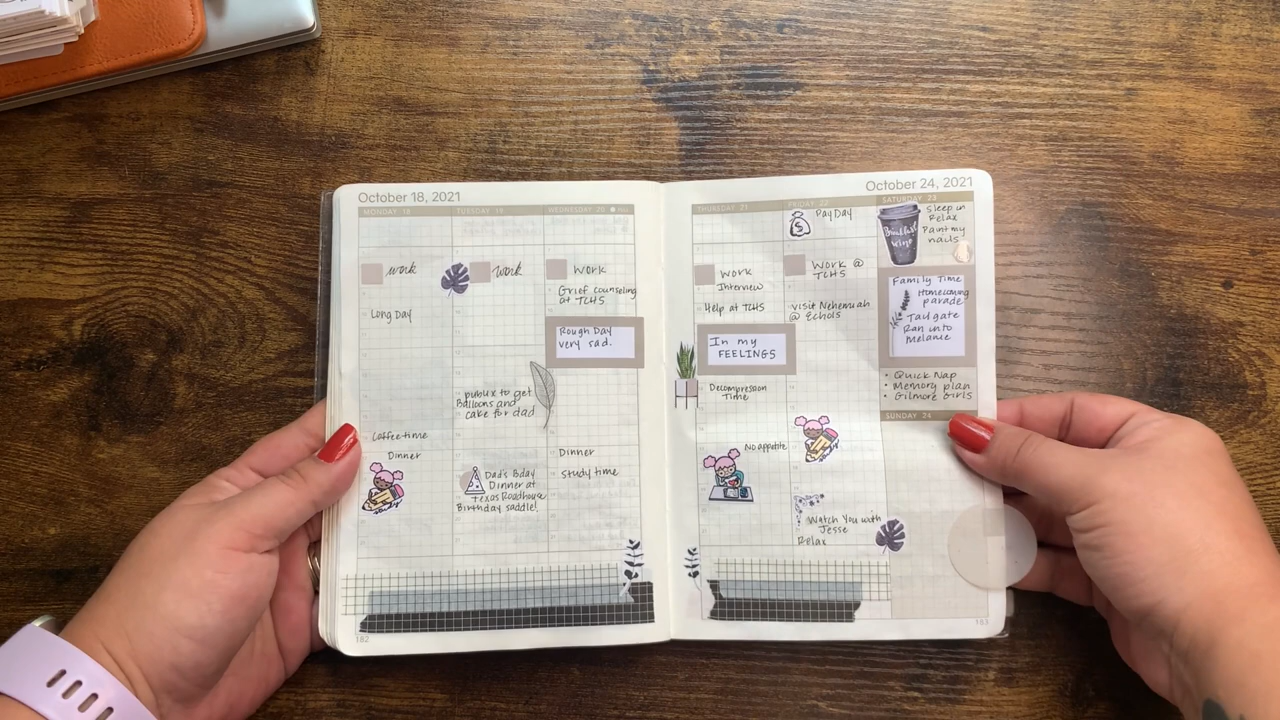 October 18, 2021
MONDAY 18
work
Long Day
Coffee time
Dinner
TUESDAY 19
work
publix to get
Balloons and
cake for dad
Dad's Bday
Dinner at
Texas Roadhouse
Birthday saddle!
WEDNESDAY 20
work
Grief counseling
at TCHS
Rough Day
very sad.
Dinner
study time
182
October 24, 2021
THURSDAY 21
Work
Interview
Help at TCHS
In my
FEELINGS
Decompression
Time
No appetite
FRIDAY 22
Pay Day
Work @
TCHS
visit Nehemiah
@ Echols
Watch You with
Jesse
Relax
SATURDAY 23
Sleep in
Relax
Paint my
nails
Breakfast
Wine
Family Time
Homecoming
parade
Tailgate
Ran into
Melanie
• Quick Nap
• Memory plan
• Gilmore Girls
SUNDAY 24
183